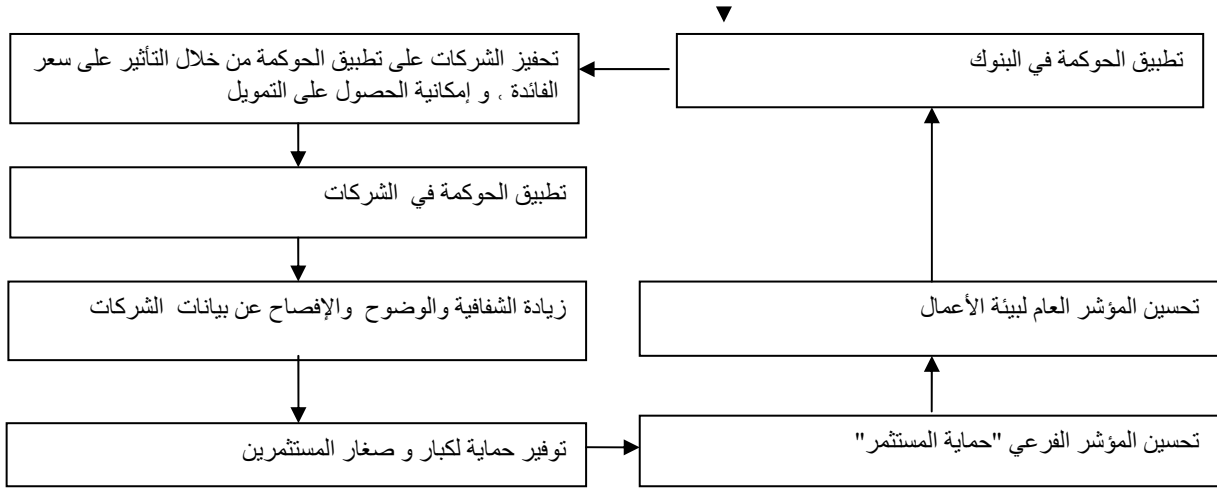 تطبيق الحوكمة في البنوك
تحفيز الشركات على تطبيق الحوكمة من خلال التأثير على سعر
الفائدة ، و إمكانية الحصول على التمويل
تطبيق الحوكمة في الشركات
زيادة الشفافية والوضوح والإفصاح عن بيانات الشركات
توفير حماية لكبار و صغار المستثمرين
تحسين المؤشر الفرعي "حماية المستثمر"
تحسين المؤشر العام لبيئة الأعمال